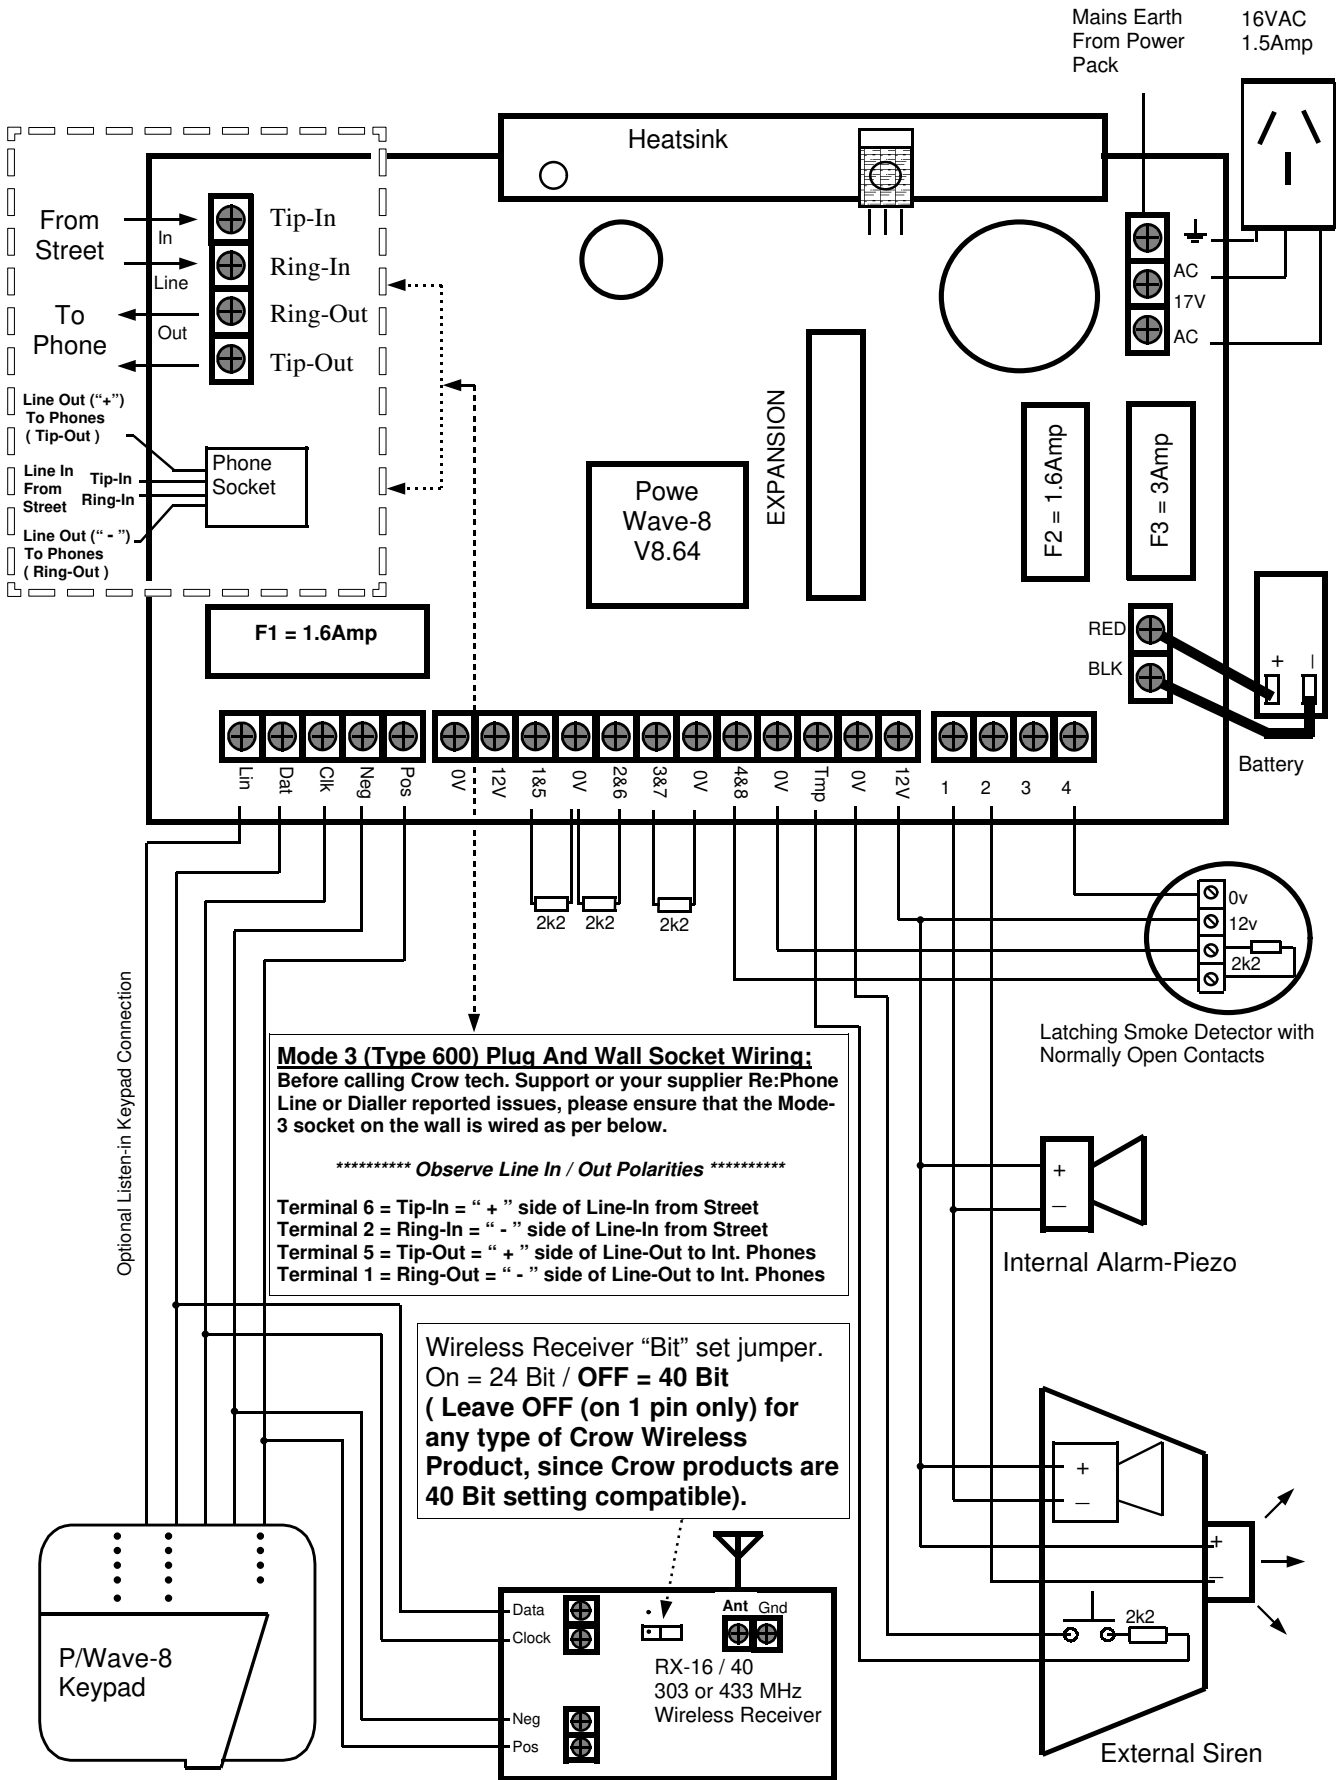 Mains Earth
From Power
Pack
16VAC
1.5Amp
Heatsink
From
Street
In
Line
Tip-In
Ring-In
To
Phone
Out
Ring-Out
Tip-Out
AC
17V
AC
Line Out (“+”)
To Phones
( Tip-Out )
Line In
From
Street
Tip-In
Ring-In
Line Out (“ - ”)
To Phones
( Ring-Out )
Phone
Socket
Powe
Wave-8
V8.64
EXPANSION
F2 = 1.6Amp
F3 = 3Amp
F1 = 1.6Amp
RED
BLK
+
–
Battery
Lin
Dat
Clk
Neg
Pos
0V
12V
1&5
0V
2&6
3&7
0V
4&8
0V
Tmp
0V
12V
1
2
3
4
2k2
2k2
2k2
0v
12v
2k2
Latching Smoke Detector with
Normally Open Contacts
Optional Listen-in Keypad Connection
Mode 3 (Type 600) Plug And Wall Socket Wiring;
Before calling Crow tech. Support or your supplier Re:Phone
Line or Dialler reported issues, please ensure that the Mode-
3 socket on the wall is wired as per below.
********** Observe Line In / Out Polarities **********
Terminal 6 = Tip-In = “ + ” side of Line-In from Street
Terminal 2 = Ring-In = “ - ” side of Line-In from Street
Terminal 5 = Tip-Out = “ + ” side of Line-Out to Int. Phones
Terminal 1 = Ring-Out = “ - ” side of Line-Out to Int. Phones
+
–
Internal Alarm-Piezo
Wireless Receiver “Bit” set jumper.
On = 24 Bit / OFF = 40 Bit
( Leave OFF (on 1 pin only) for
any type of Crow Wireless
Product, since Crow products are
40 Bit setting compatible).
+
–
+
–
2k2
External Siren
P/Wave-8
Keypad
Data
Clock
Neg
Pos
Ant
Gnd
RX-16 / 40
303 or 433 MHz
Wireless Receiver